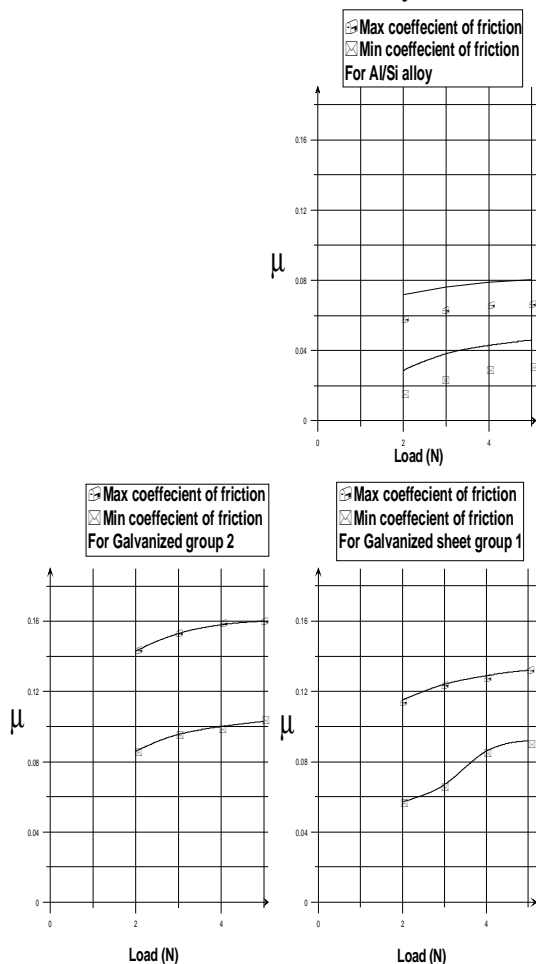 Max coeffecient of friction
Min coeffecient of friction
For Al/Si alloy
0.16
0.12
μ
0.08
0.04
0
0 2 4
Load (N)
Max coeffecient of friction
Min coeffecient of friction
For Galvanized group 2
0.16
0.12
μ
0.08
0.04
0
0 2 4
Load (N)
Max coeffecient of friction
Min coeffecient of friction
For Galvanized sheet group 1
0.16
0.12
μ
0.08
0.04
0
0 2 4
Load (N)